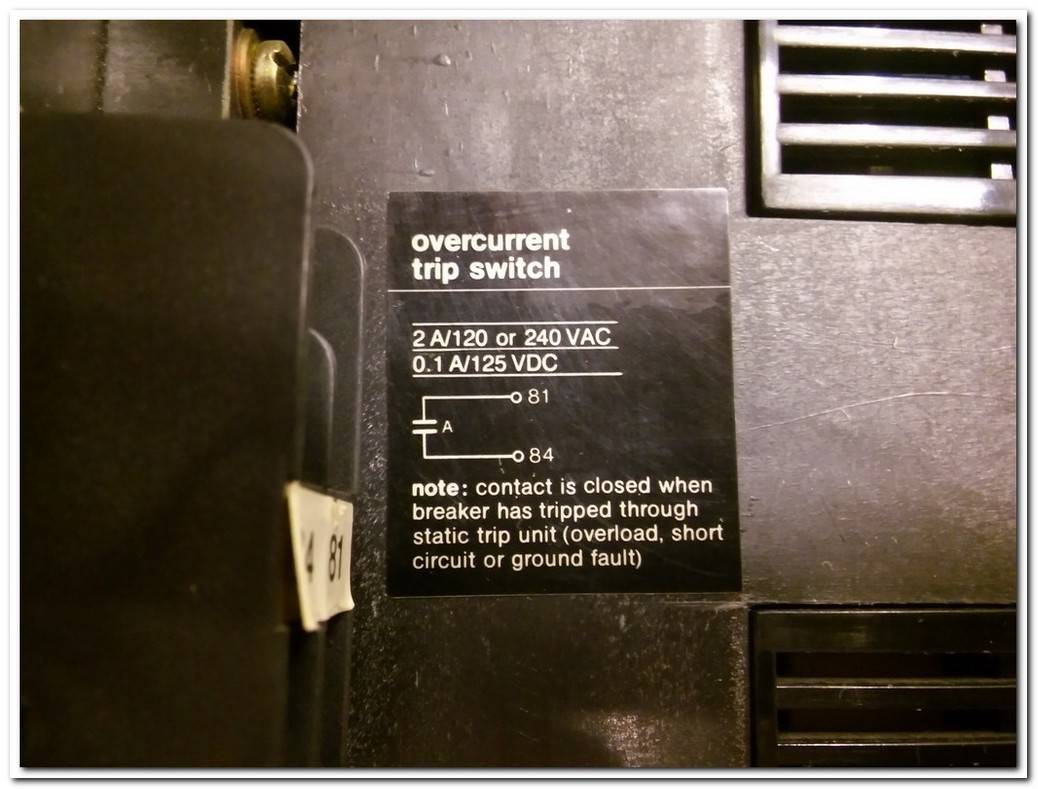 overcurrent
trip switch
2 A/120 or 240 VAC
0.1 A/125 VDC
81
A
84
note: contact is closed when
breaker has tripped through
static trip unit (overload, short
circuit or ground fault)
4 81